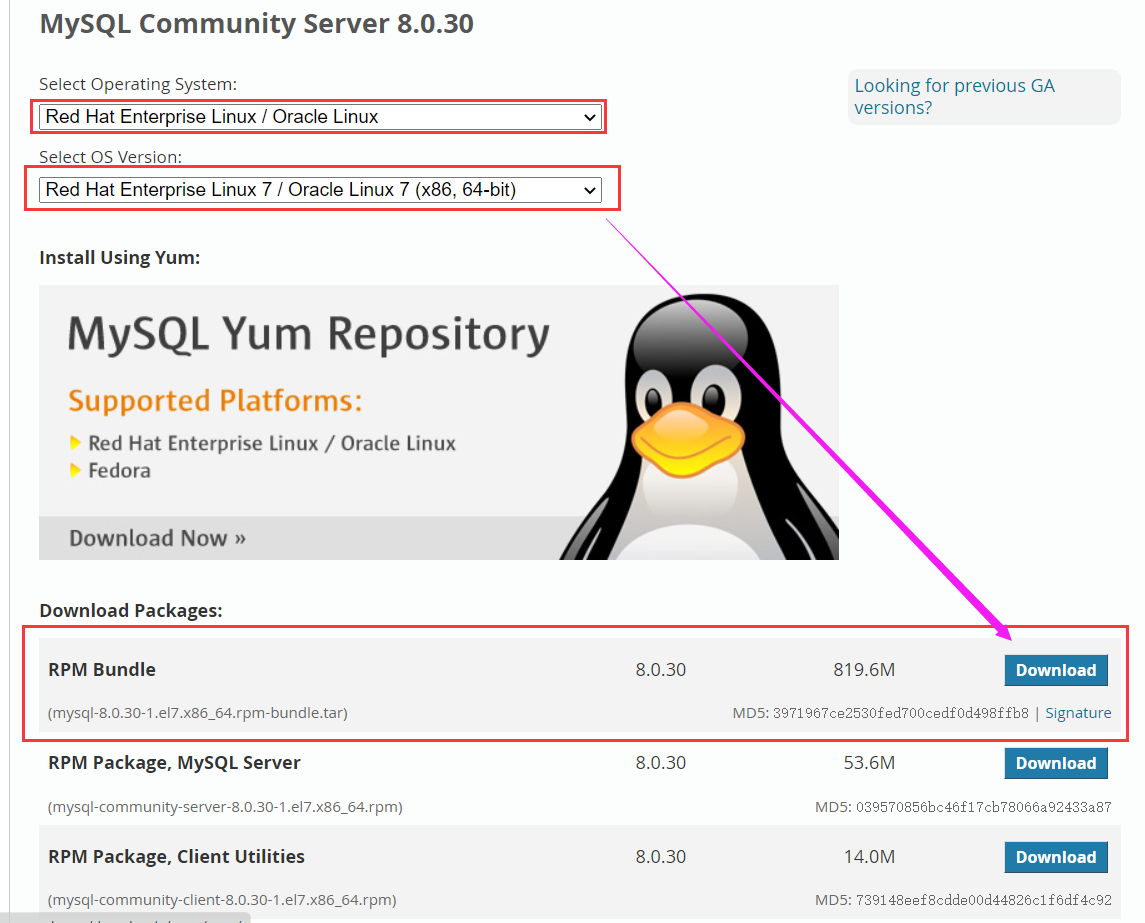 MySQL Community Server 8.0.30
Select Operating System:
Looking for previous GA
versions?
Red Hat Enterprise Linux / Oracle Linux
Select OS Version:
Red Hat Enterprise Linux 7 / Oracle Linux 7 (x86, 64-bit)
Install Using Yum:
MySQL Yum Repository
Supported Platforms:
Red Hat Enterprise Linux / Oracle Linux
Fedora
Download Now »
Download Packages:
RPM Bundle 8.0.30 819.6M Download
(mysql-8.0.30-1.el7.x86_64.rpm-bundle.tar) MD5: 3971967ce2530fed700cedf0d498ffb8 | Signature
RPM Package, MySQL Server 8.0.30 53.6M Download
(mysql-community-server-8.0.30-1.el7.x86_64.rpm) MD5: 039570856bc46f17cb78066a92433a87
RPM Package, Client Utilities 8.0.30 14.0M Download
(mysql-community-client-8.0.30-1.el7.x86_64.rpm) MD5: 739148eef8cdde00d44826c1f6df4c92